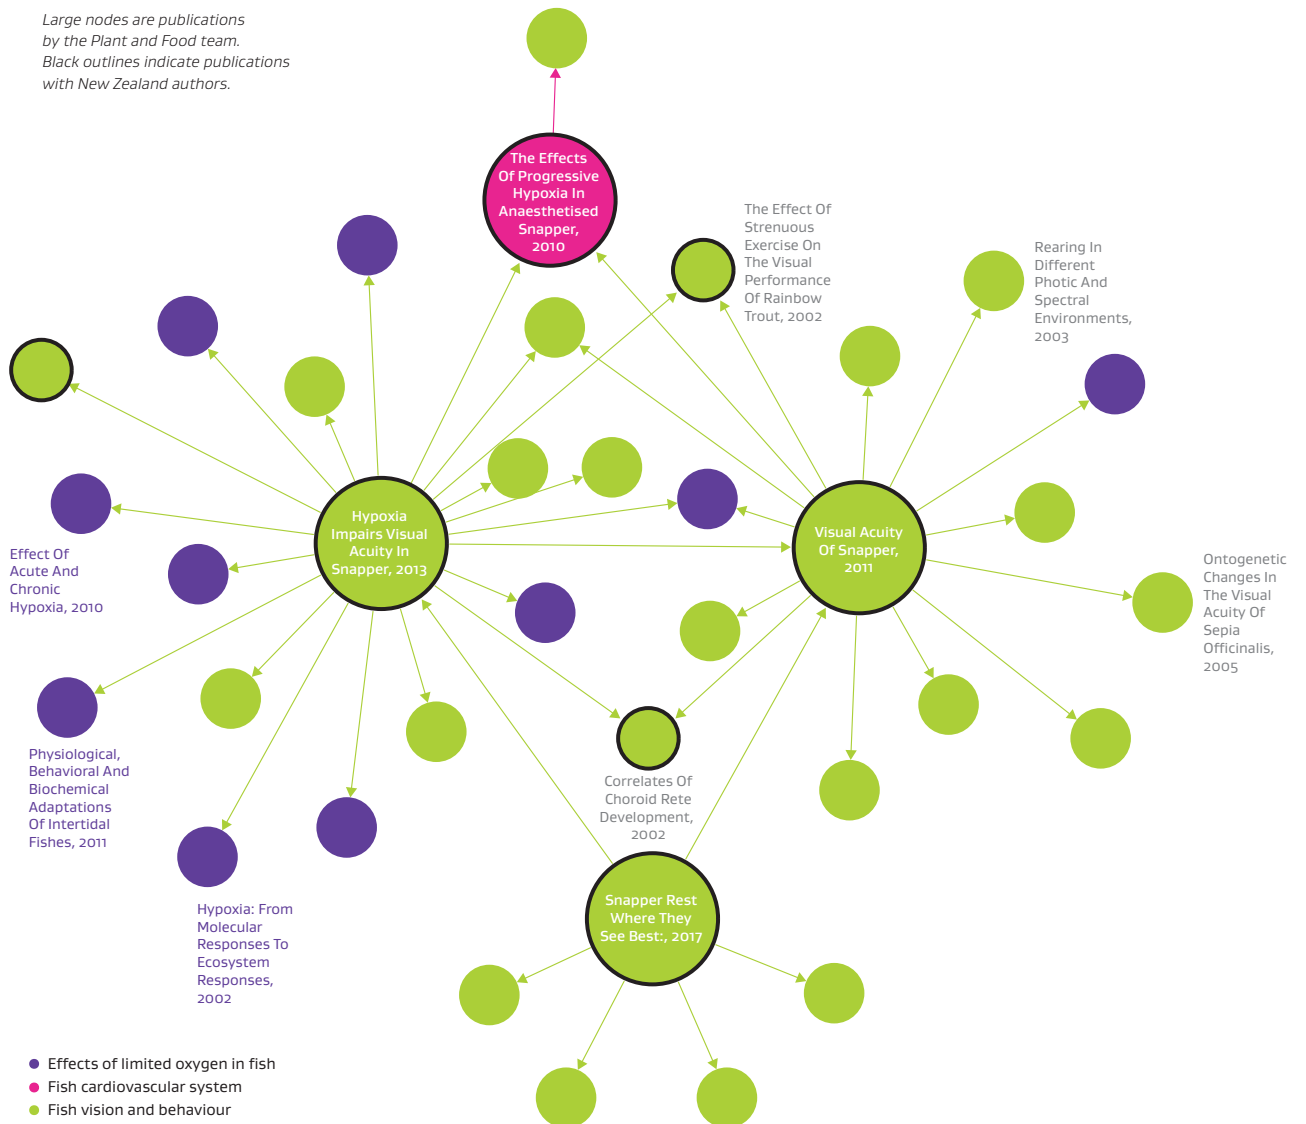 Large nodes are publications
by the Plant and Food team.
Black outlines indicate publications
with New Zealand authors.
The Effects
Of Progressive
Hypoxia In
Anaesthetised
Snapper,
2010
The Effect Of
Strenuous
Exercise On
The Visual
Performance
Of Rainbow
Trout, 2002
Rearing In
Different
Photic And
Spectral
Environments,
2003
Hypoxia
Impairs Visual
Acuity In
Snapper, 2013
Visual Acuity
Of Snapper,
2011
Effect Of
Acute And
Chronic
Hypoxia, 2010
Ontogenetic
Changes In
The Visual
Acuity Of
Sepia
Officinalis,
2005
Physiological,
Behavioral And
Biochemical
Adaptations
Of Intertidal
Fishes, 2011
Correlates Of
Choroid Rete
Development,
2002
Snapper Rest
Where They
See Best:, 2017
Hypoxia: From
Molecular
Responses To
Ecosystem
Responses,
2002
Effects of limited oxygen in fish
Fish cardiovascular system
Fish vision and behaviour